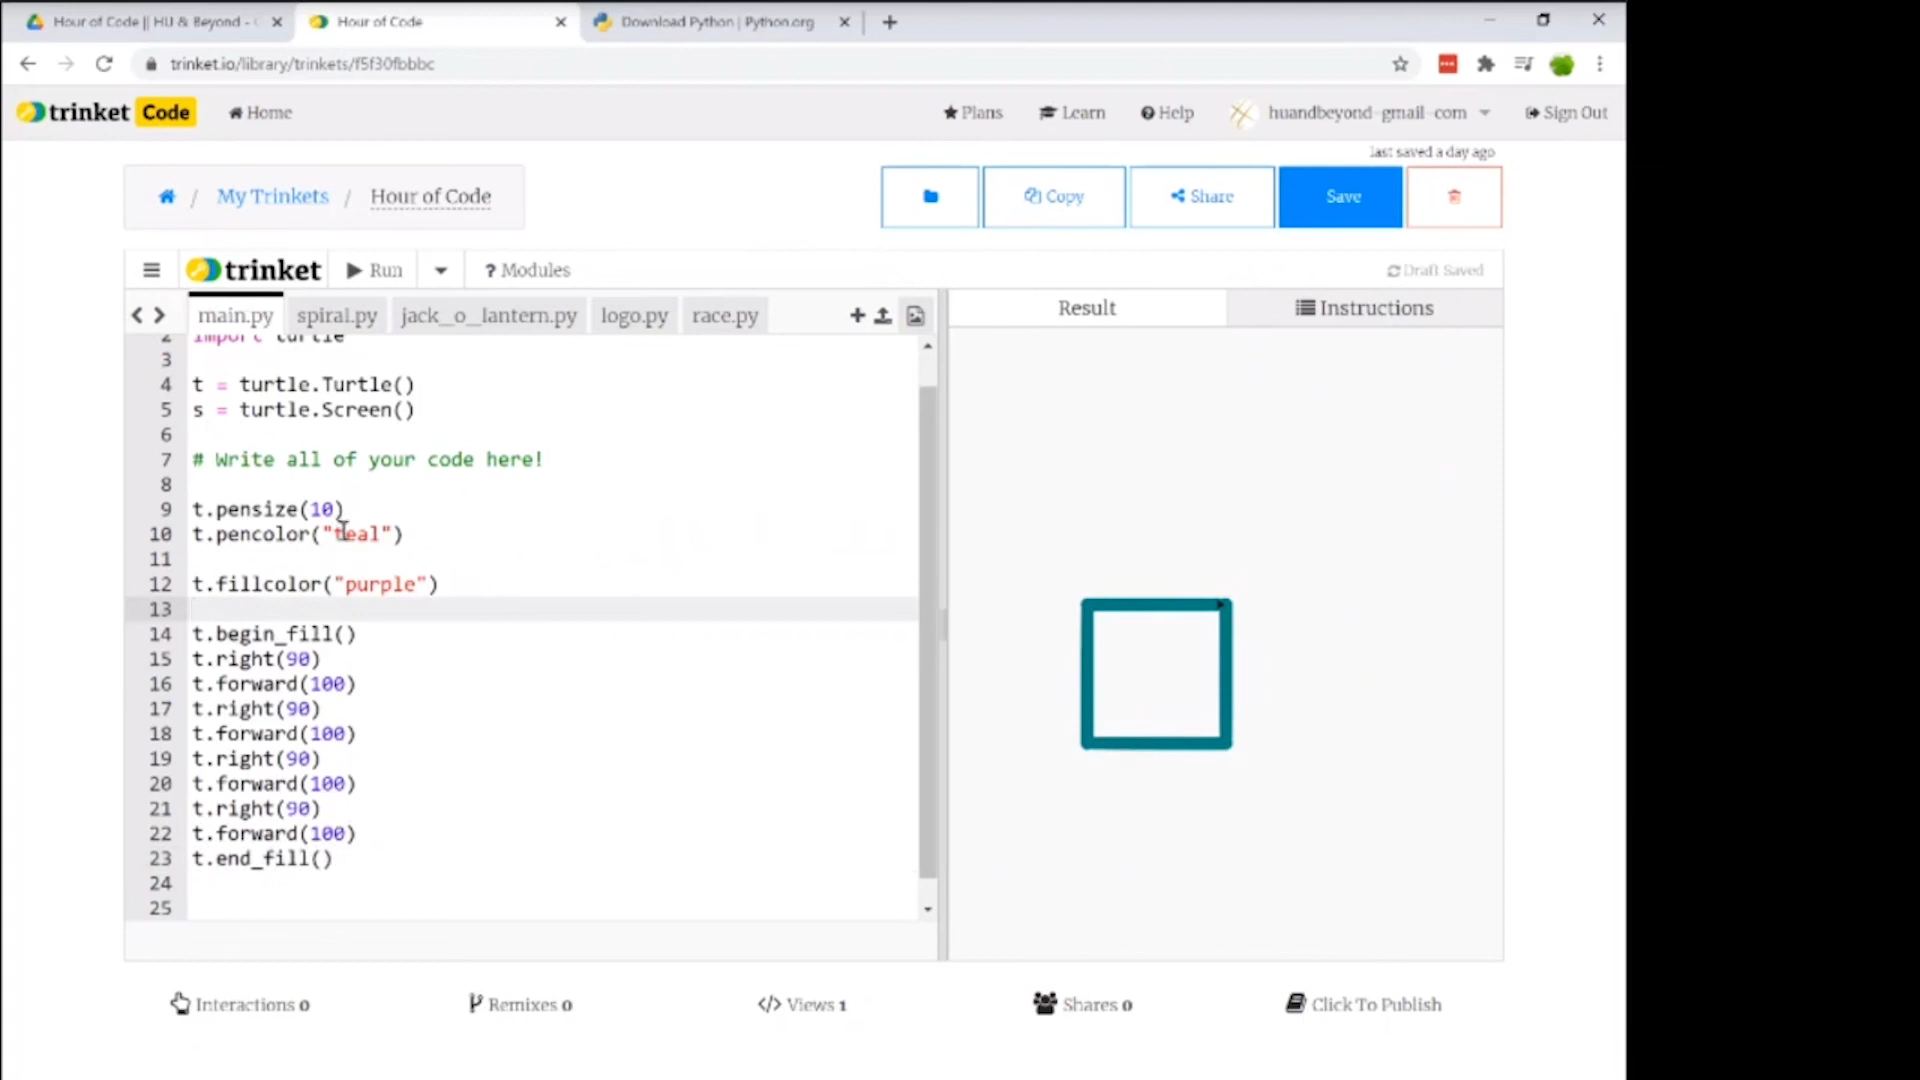 Hour of Code || HU & Beyond -
Hour of Code
Download Python | Python.org
trinket.io/library/trinkets/f5f30fbbbc
trinket Code
Home
Plans
Learn
Help
huandbeyond-gmail-com
Sign Out
last saved a day ago
/ My Trinkets / Hour of Code
Copy
Share
Save
trinket
Run
? Modules
Draft Saved
main.py
spiral.py
jack_o_lantern.py
logo.py
race.py
Result
Instructions
2 import turtle
3
4 t = turtle.Turtle()
5 s = turtle.Screen()
6
7 # Write all of your code here!
8
9 t.pensize(10)
10 t.pencolor("teal")
11
12 t.fillcolor("purple")
13
14 t.begin_fill()
15 t.right(90)
16 t.forward(100)
17 t.right(90)
18 t.forward(100)
19 t.right(90)
20 t.forward(100)
21 t.right(90)
22 t.forward(100)
23 t.end_fill()
24
25
Interactions 0
Remixes 0
Views 1
Shares 0
Click To Publish